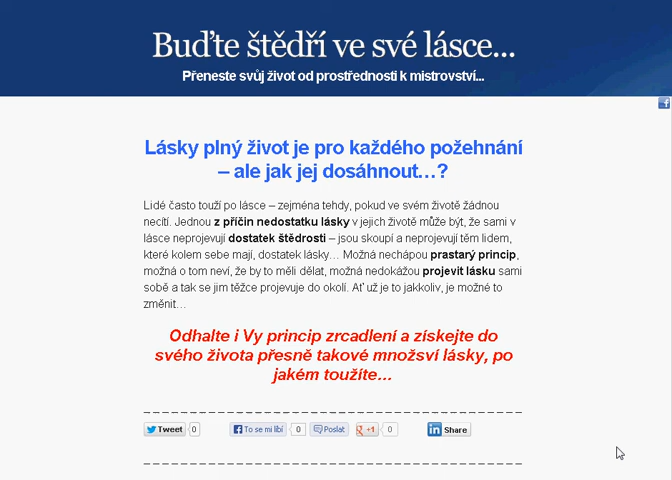 Buďte štědří ve své lásce...
Přeneste svůj život od prostřednosti k mistrovství...
Lásky plný život je pro každého požehnání
– ale jak jej dosáhnout…?
Lidé často touží po lásce – zejména tehdy, pokud ve svém životě žádnou
necítí. Jednou z příčin nedostatku lásky v jejich životě může být, že sami v
lásce neprojevují dostatek štědrosti – jsou skoupí a neprojevují těm lidem,
které kolem sebe mají, dostatek lásky… Možná nechápou prastarý princip,
možná o tom neví, že by to měli dělat, možná nedokážou projevit lásku sami
sobě a tak se jim těžce projevuje do okolí. Ať už je to jakkoliv, je možné to
změnit…
Odhalte i Vy princip zrcadlení a získejte do
svého života přesně takové množsví lásky, po
jakém toužíte…
Tweet 0 To se mi líbí 0 Poslat +1 0 Share